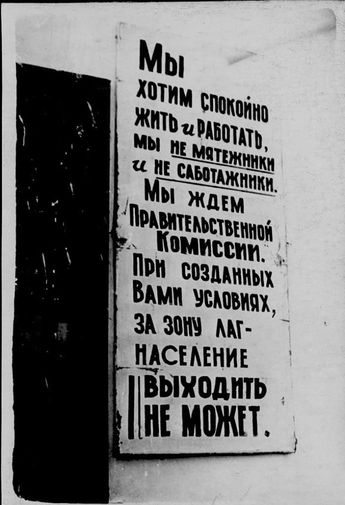 Мы
хотим спокойно
жить и работать,
мы не мятежники
и не саботажники.
Мы ждем
Правительственной
Комиссии.
При созданных
Вами условиях,
за зону лаг-
население
выходить
не может.